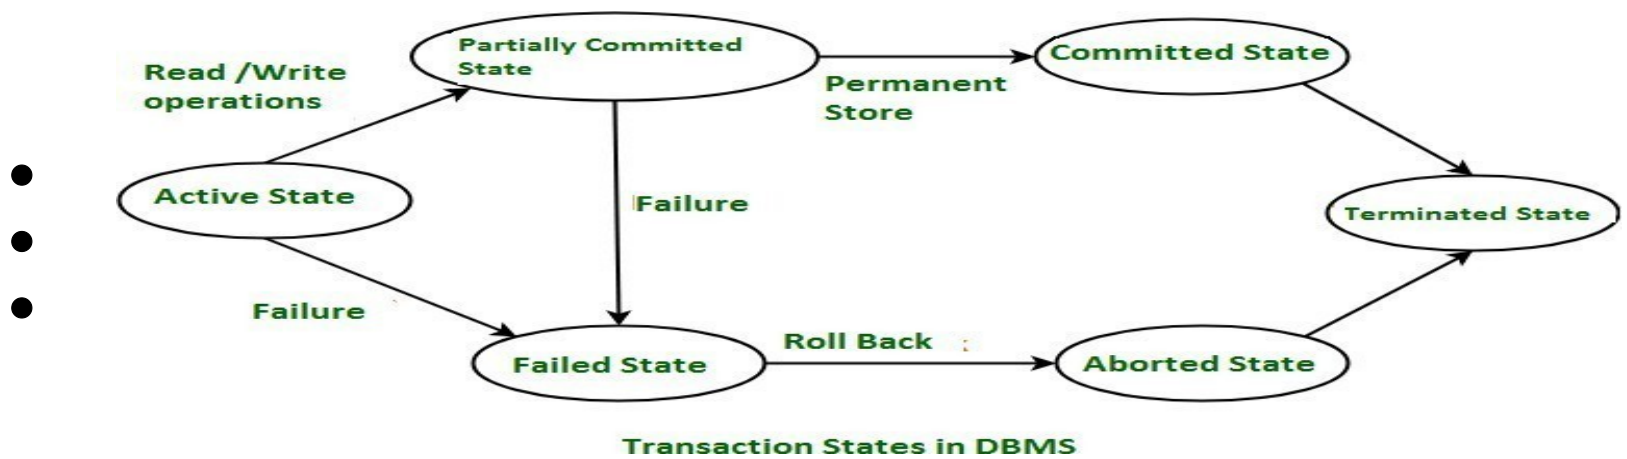 Partially Committed
State
Committed State
Read /Write
operations
Permanent
Store
Active State
Failure
Terminated State
Failure
Roll Back
Failed State
Aborted State
Transaction States in DBMS